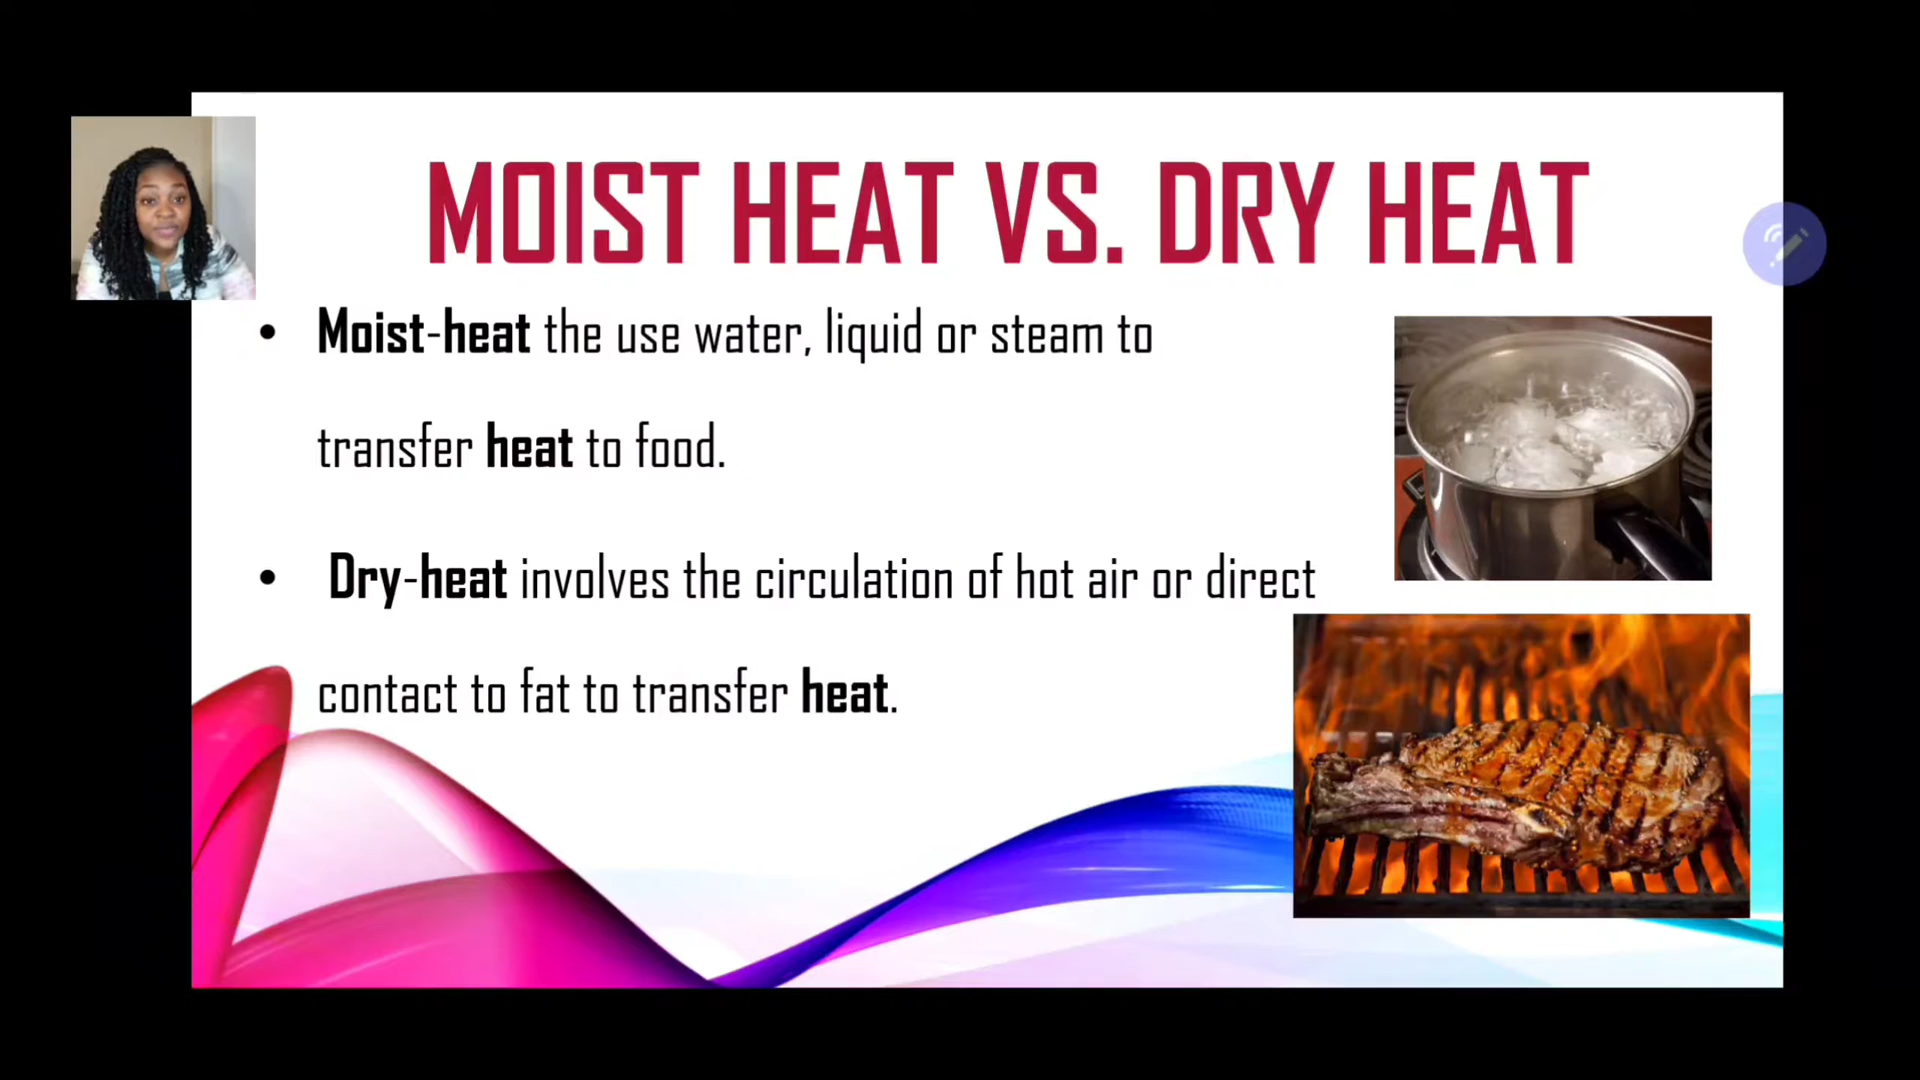 MOIST HEAT VS. DRY HEAT
• Moist-heat the use water, liquid or steam to
transfer heat to food.
• Dry-heat involves the circulation of hot air or direct
contact to fat to transfer heat.